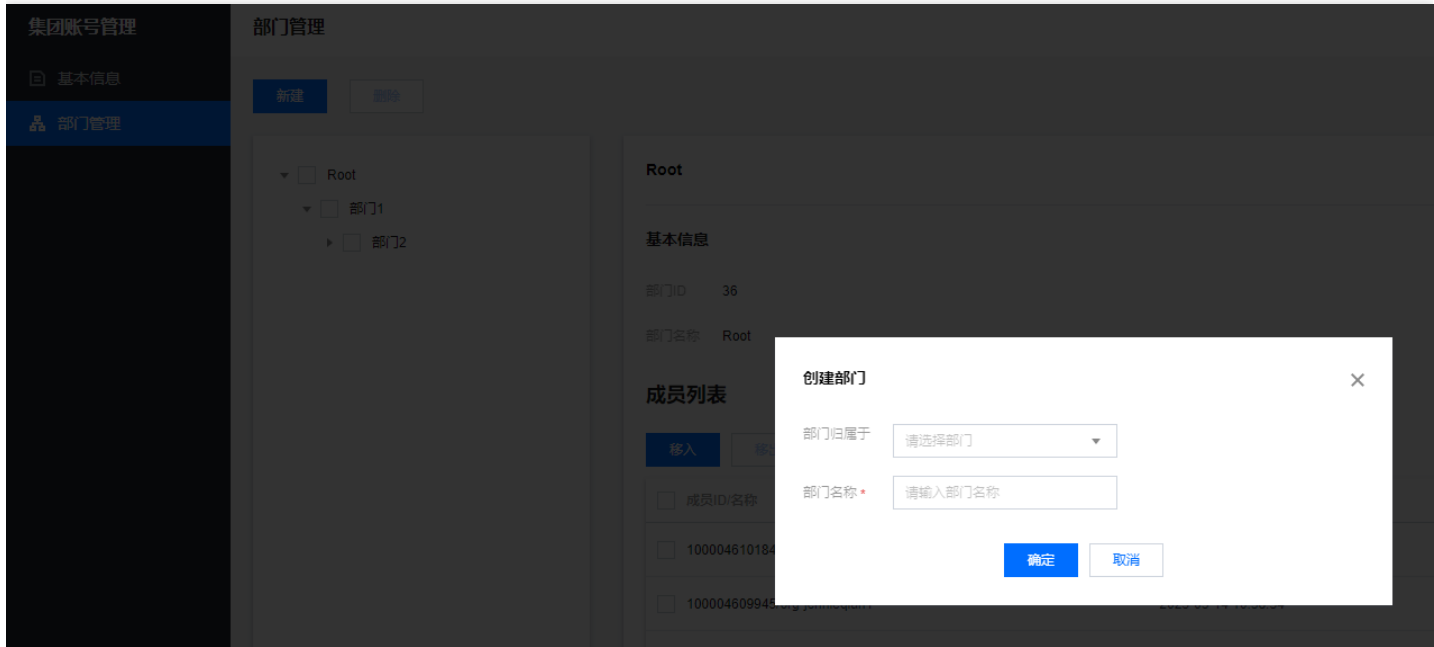 集团账号管理
基本信息
部门管理
部门管理
新建
删除
Root
部门1
部门2
Root
基本信息
部门ID 36
部门名称 Root
成员列表
移入
成员ID/名称
100004610184
100004609945
创建部门
部门归属于 请选择部门
部门名称* 请输入部门名称
确定
取消